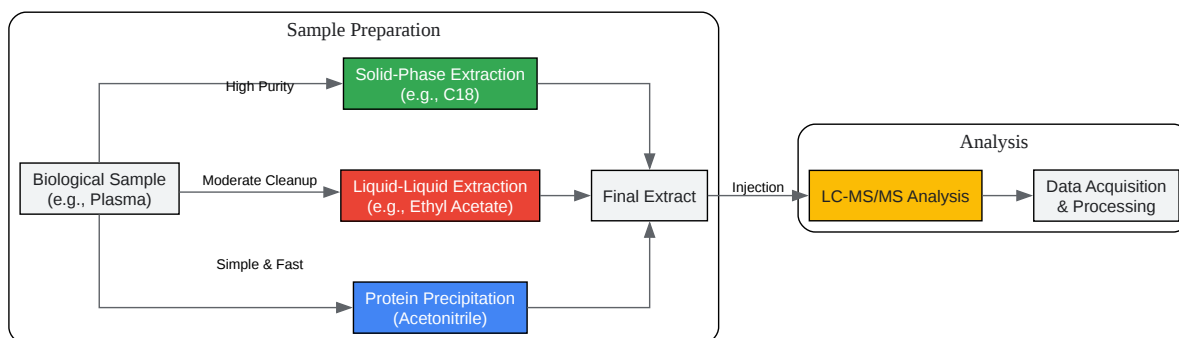 Sample Preparation
High Purity
Solid-Phase Extraction
(e.g., C18)
Biological Sample
(e.g., Plasma)
Moderate Cleanup
Liquid-Liquid Extraction
(e.g., Ethyl Acetate)
Final Extract
Simple & Fast
Protein Precipitation
(Acetonitrile)
Injection
Analysis
LC-MS/MS Analysis
Data Acquisition
& Processing